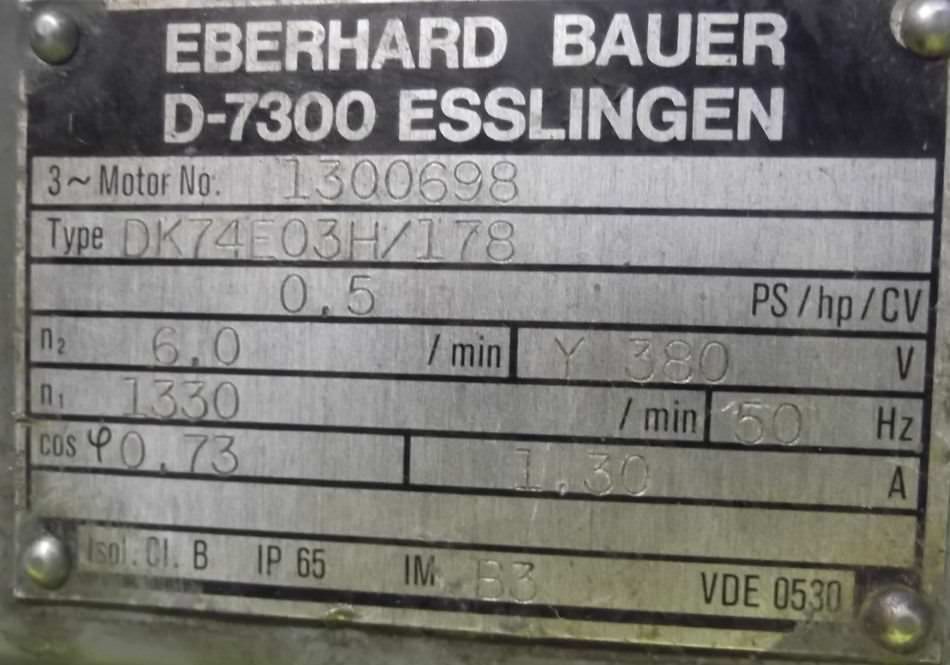 EBERHARD BAUER
D-7300 ESSLINGEN
3~ Motor No. 1300698
Type DK74E03H/178
0.5 PS/hp/CV
n₂ 6.0 /min Y 380 V
n₁ 1330 /min 50 Hz
cos φ 0.73 1.30 A
Isol. Cl. B IP 65 IM B3 VDE 0530